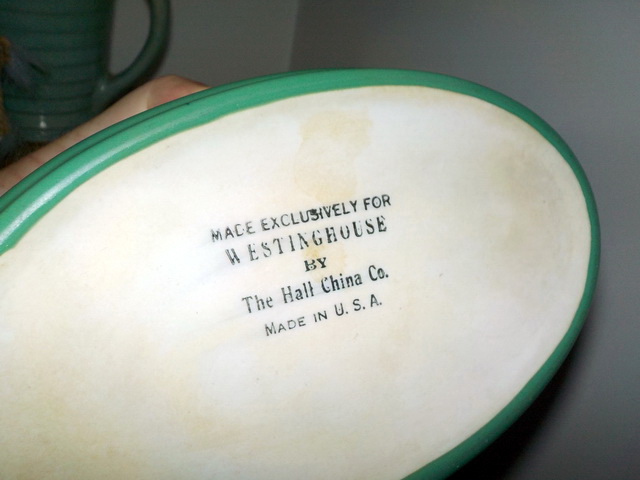 MADE EXCLUSIVELY FOR
WESTINGHOUSE
BY
The Hall China Co.
MADE IN U.S.A.